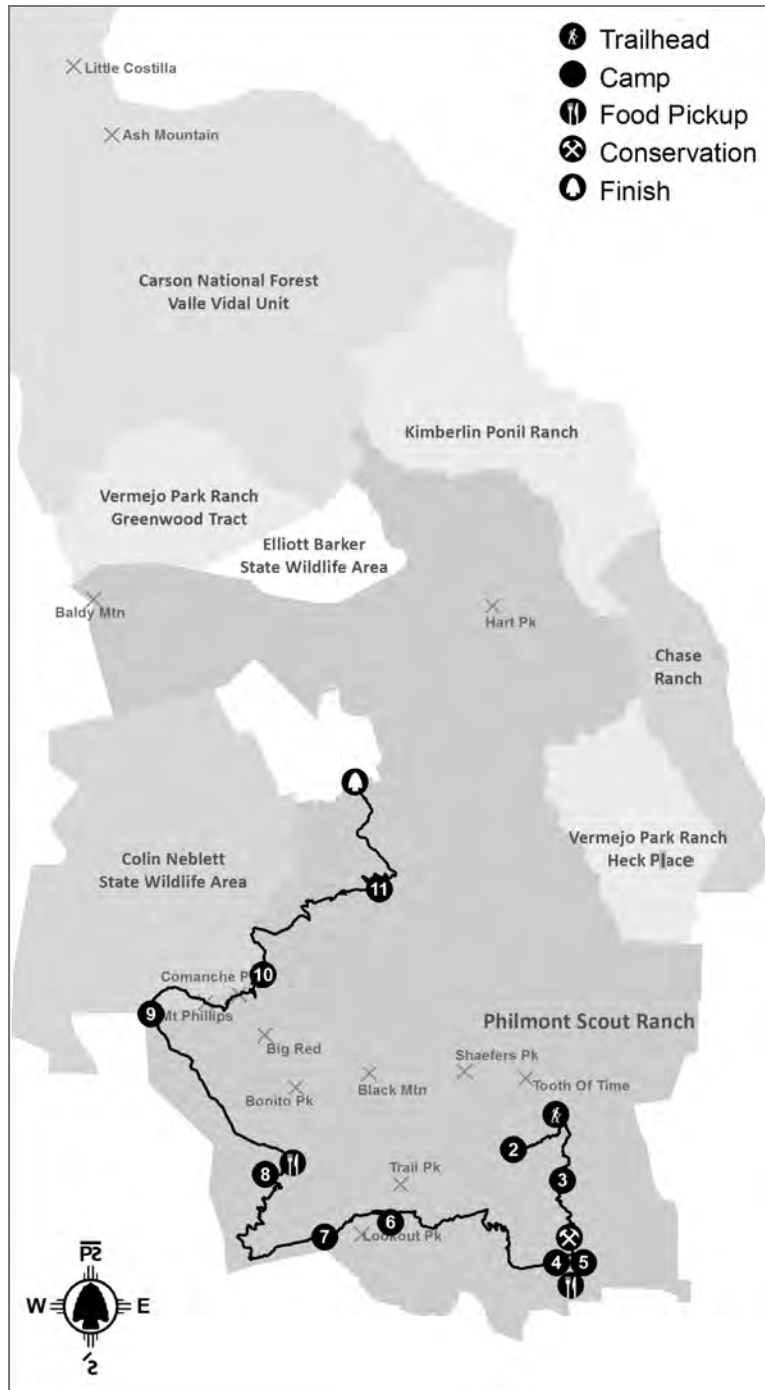 Trailhead
Camp
Food Pickup
Conservation
Finish
Little Costilla
Ash Mountain
Carson National Forest
Valle Vidal Unit
Kimberlin Ponil Ranch
Vermejo Park Ranch
Greenwood Tract
Elliott Barker
State Wildlife Area
Baldy Mtn
Hart Pk
Chase
Ranch
Vermejo Park Ranch
Heck Place
Colin Neblett
State Wildlife Area
11
10
Comanche P
9
Mt Phillips
Philmont Scout Ranch
Big Red
Shaefers Pk
Black Mtn
Tooth Of Time
Bonito Pk
2
Trail Pk
8
3
6
7
Lookout Pk
4
5
W
E